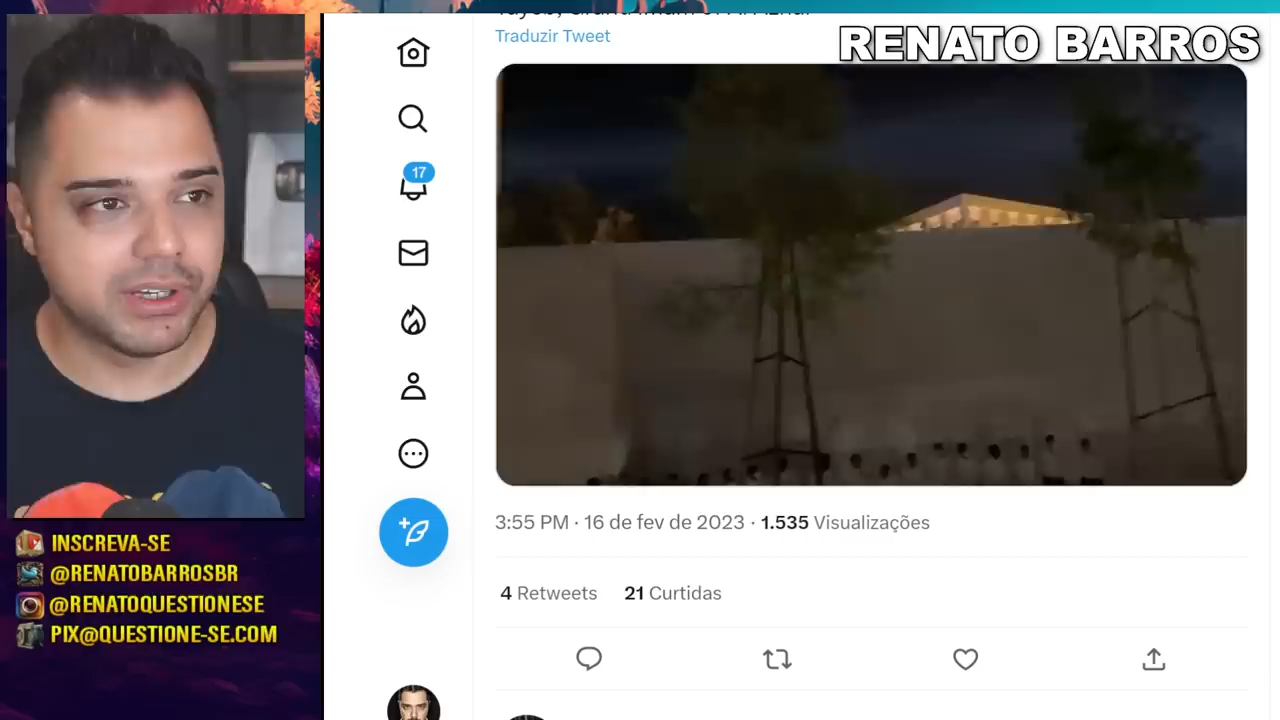 RENATO BARROS
Traduzir Tweet
17
3:55 PM · 16 de fev de 2023 · 1.535 Visualizações
4 Retweets 21 Curtidas
INSCREVA-SE
@RENATOBARROSBR
@RENATOQUESTIONESE
PIX@QUESTIONE-SE.COM